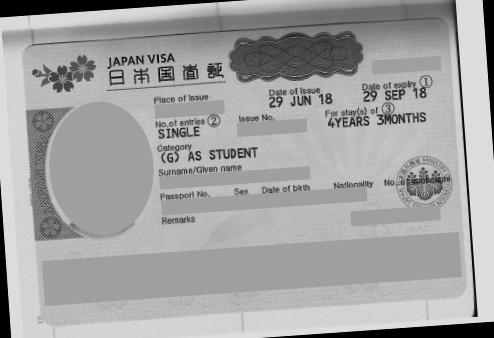 JAPAN VISA
日本国査証
Place of issue
Date of issue
29 JUN 18
Date of expiry ①
29 SEP 18
No.of entries ②
SINGLE
Issue No.
For stay(s) of ③
4YEARS 3MONTHS
Category
(G) AS STUDENT
Surname/Given name
Passport No. Sex Date of birth Nationality
Remarks